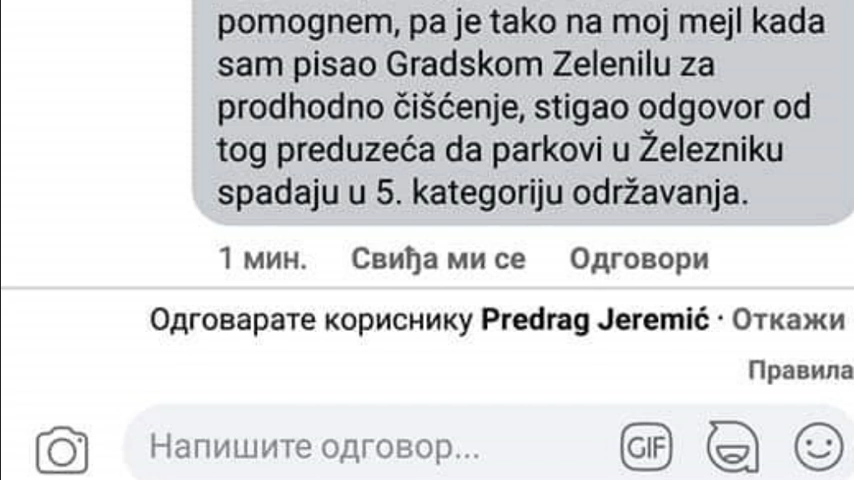 pomognem, pa je tako na moj mejl kada
sam pisao Gradskom Zelenilu za
prodhodno čišćenje, stigao odgovor od
tog preduzeća da parkovi u Železniku
spadaju u 5. kategoriju održavanja.
1 мин. Свиђа ми се Одговори
Одговарате кориснику Predrag Jeremić · Откажи
Правила
Напишите одговор... GIF